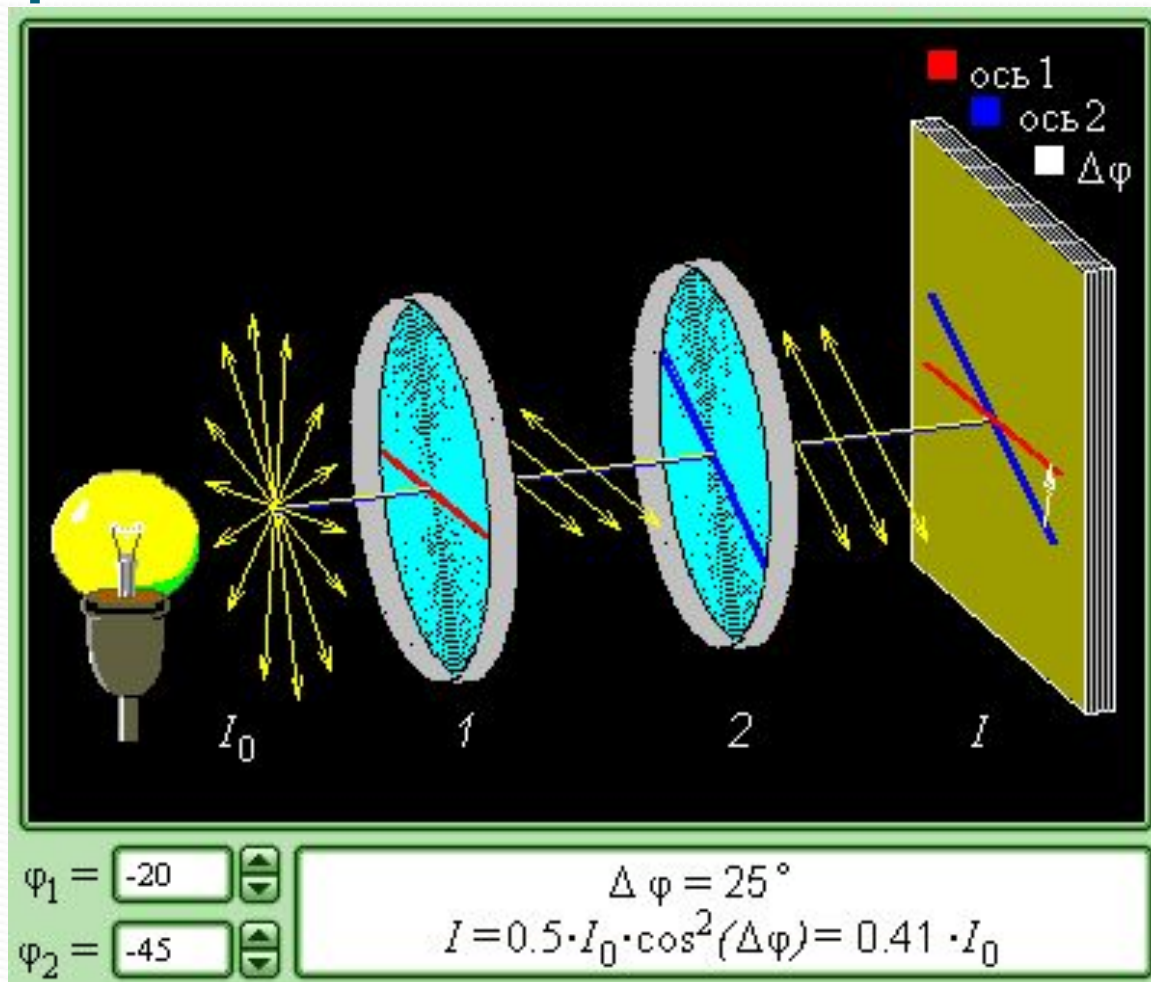 ось 1
ось 2
Δφ
I₀ 1 2 I
φ₁ = -20
φ₂ = -45
Δ φ = 25°
I = 0.5·I₀·cos²(Δφ) = 0.41 ·I₀